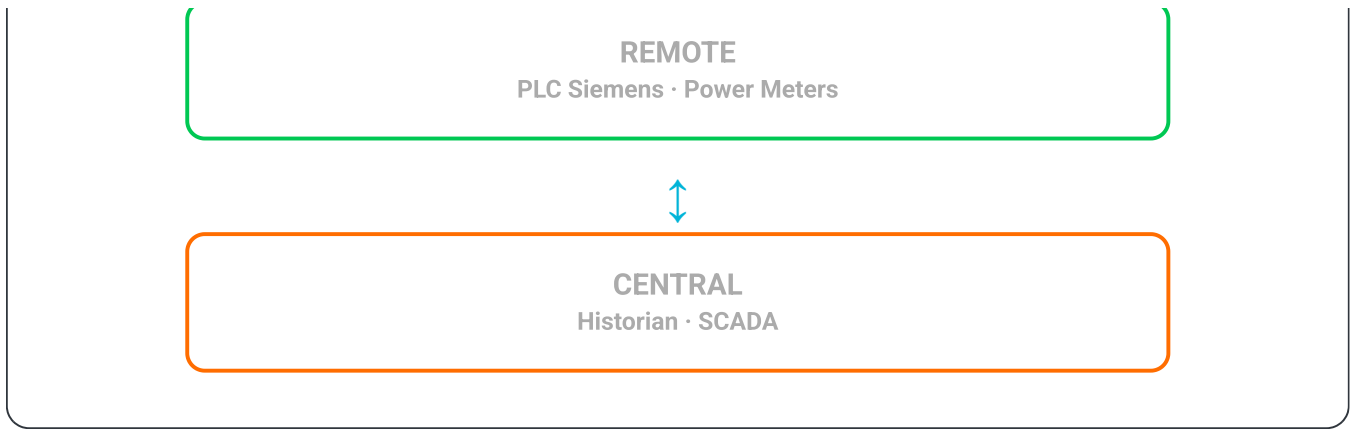 REMOTE
PLC Siemens · Power Meters
CENTRAL
Historian · SCADA